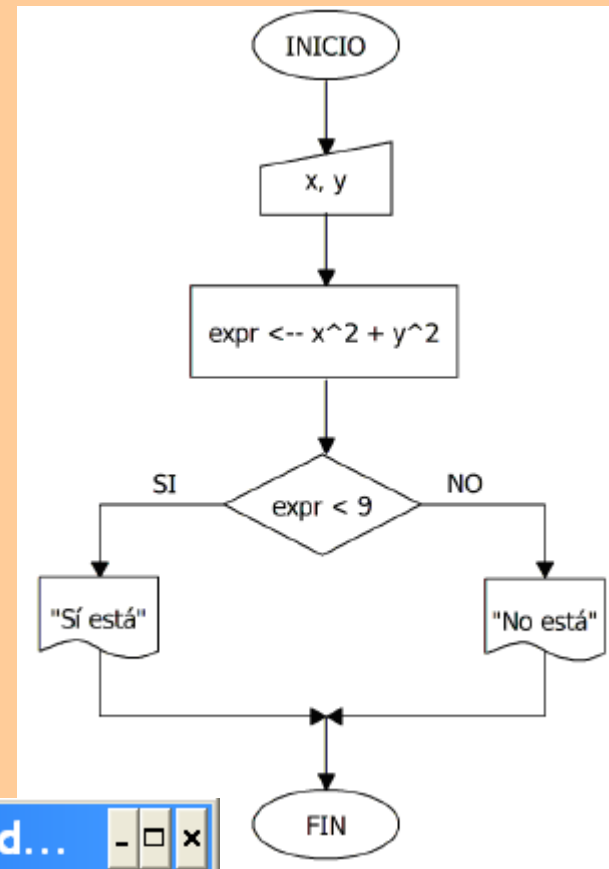 INICIO
x, y
expr <-- x^2 + y^2
SI
NO
expr < 9
"Sí está"
"No está"
d...
FIN